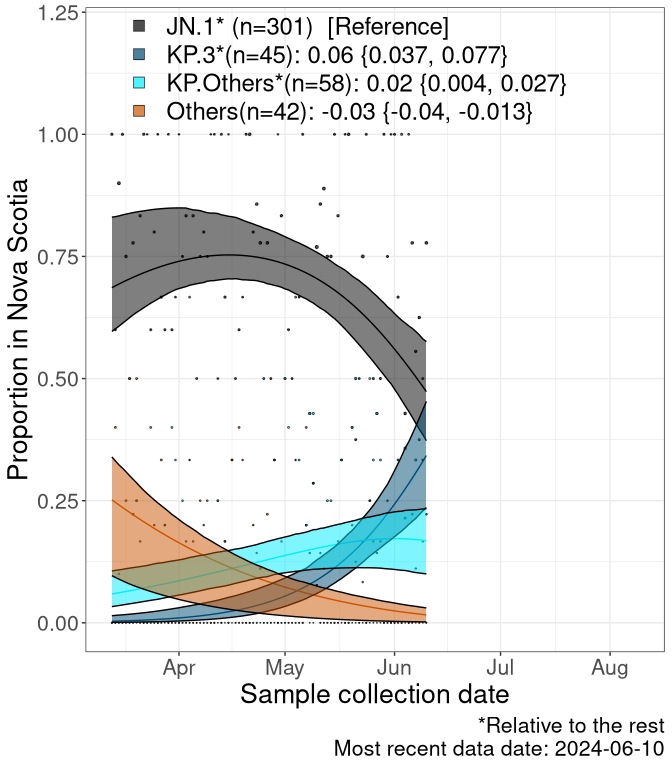 1.25
JN.1* (n=301)  [Reference]
KP.3*(n=45): 0.06 {0.037, 0.077}
KP.Others*(n=58): 0.02 {0.004, 0.027}
Others(n=42): -0.03 {-0.04, -0.013}
1.00
0.75
0.50
0.25
0.00
Proportion in Nova Scotia
Apr May Jun Jul Aug
Sample collection date
*Relative to the rest
Most recent data date: 2024-06-10